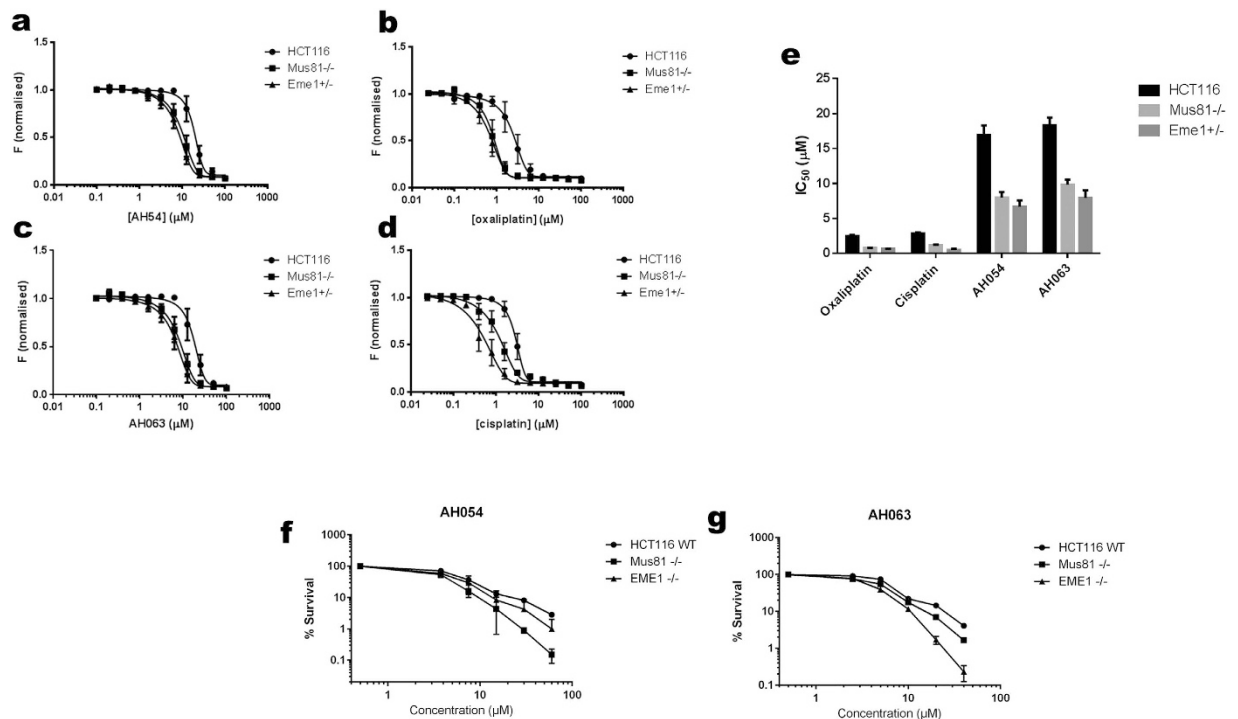 a
1.5
1.0
0.5
0.0
F (normalised)
0.01
0.1
1
10
100
1000
[AH54] (μM)
HCT116
Mus81-/-
Eme1+/-
b
1.5
1.0
0.5
0.0
F (normalised)
0.01
0.1
1
10
100
1000
[oxaliplatin] (μM)
HCT116
Mus81-/-
Eme1+/-
c
1.5
1.0
0.5
0.0
F (normalised)
0.01
0.1
1
10
100
1000
AH063 (μM)
HCT116
Mus81-/-
Eme1+/-
d
1.5
1.0
0.5
0.0
F (normalised)
0.01
0.1
1
10
100
1000
[cisplatin] (μM)
HCT116
Mus81-/-
Eme1+/-
e
25
20
15
10
5
0
IC50 (μM)
Oxaliplatin
Cisplatin
AH054
AH063
HCT116
Mus81-/-
Eme1+/-
f
AH054
1000
100
10
1
0.1
% Survival
1
10
100
Concentration (μM)
HCT116 WT
Mus81 -/-
EME1 -/-
g
AH063
1000
100
10
1
0.1
% Survival
1
10
100
Concentration (μM)
HCT116 WT
Mus81 -/-
EME1 -/-